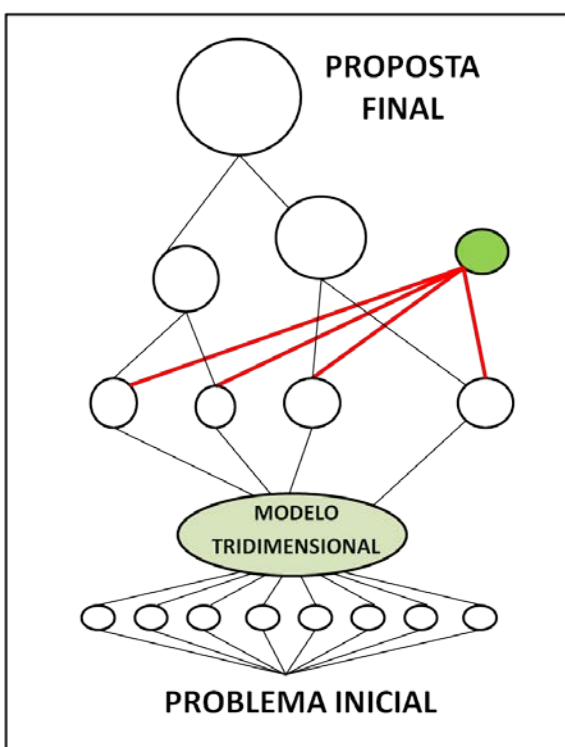 PROPOSTA
FINAL
MODELO
TRIDIMENSIONAL
PROBLEMA INICIAL